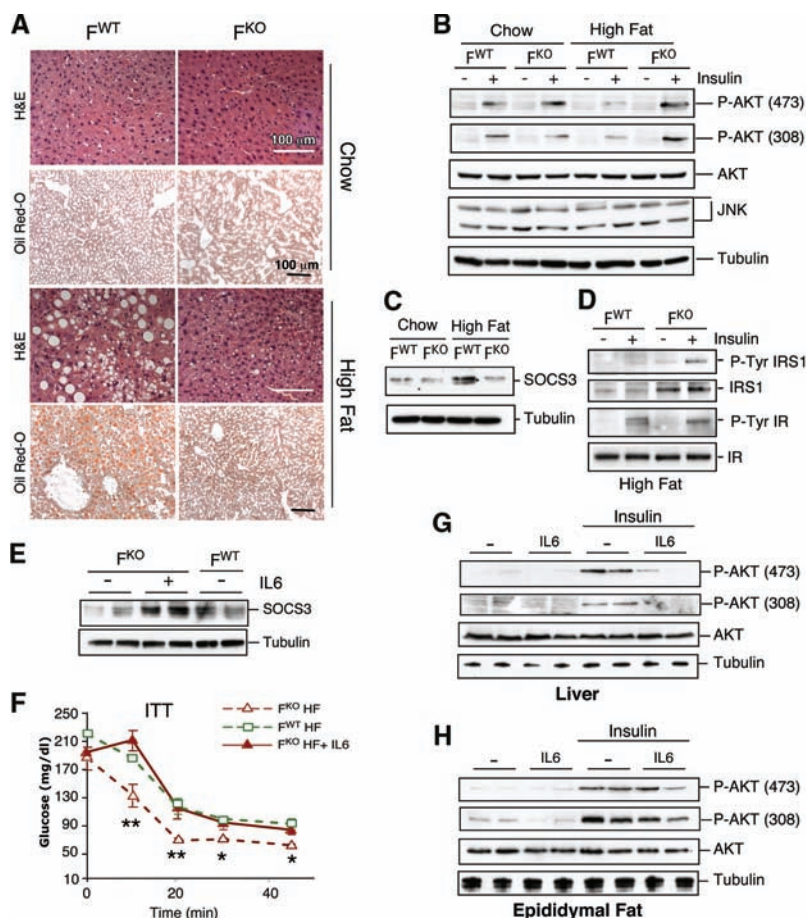 A
F^WT F^KO
H&E
100 μm
Chow
Oil Red-O
100 μm
H&E
High Fat
Oil Red-O
B
Chow High Fat
F^WT F^KO F^WT F^KO
- + - + - + - + Insulin
P-AKT (473)
P-AKT (308)
AKT
JNK
Tubulin
C
Chow High Fat
F^WT F^KO F^WT F^KO
SOCS3
Tubulin
D
F^WT F^KO
- + - + Insulin
P-Tyr IRS1
IRS1
P-Tyr IR
IR
High Fat
E
F^KO F^WT
- + - IL6
SOCS3
Tubulin
F
ITT
F^KO HF
F^WT HF
F^KO HF+ IL6
Glucose (mg/dl)
250
210
170
130
90
50
10
** ** * *
0 20 40
Time (min)
G
Insulin
- IL6 - IL6
P-AKT (473)
P-AKT (308)
AKT
Tubulin
Liver
H
Insulin
- IL6 - IL6
P-AKT (473)
P-AKT (308)
AKT
Tubulin
Epididymal Fat